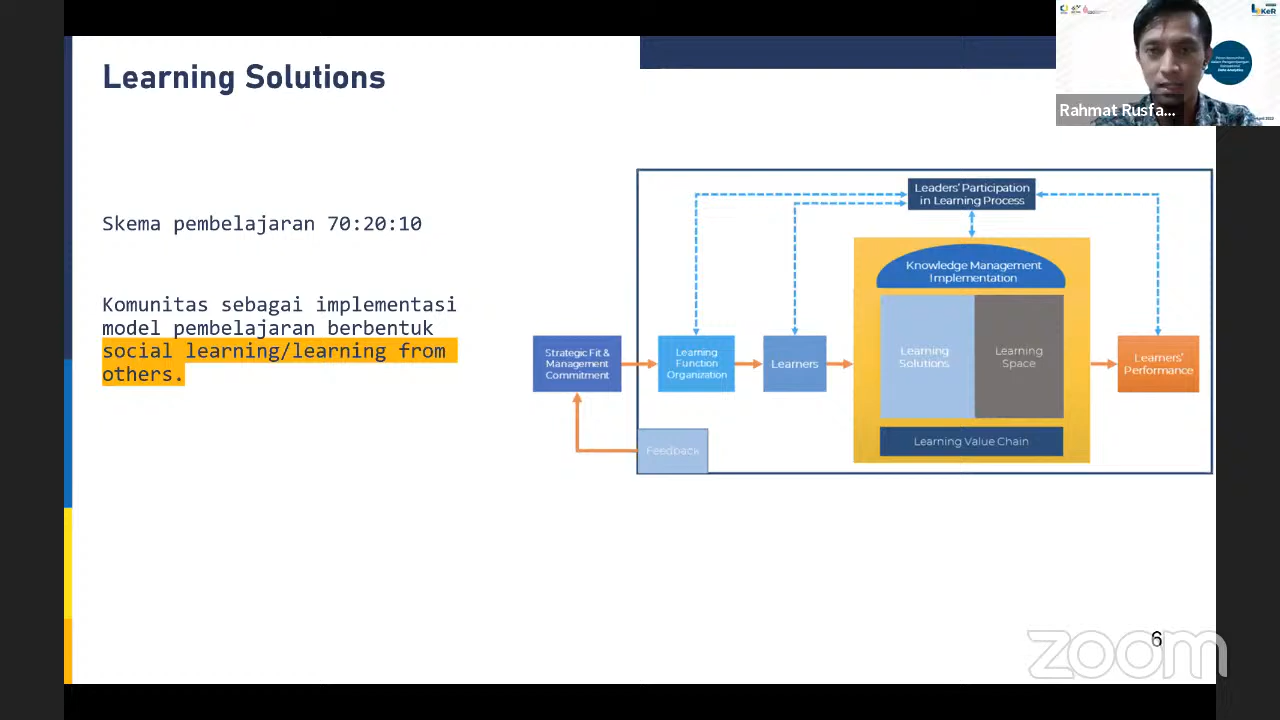 Learning Solutions
Rahmat Rusfa...
Skema pembelajaran 70:20:10
Komunitas sebagai implementasi
model pembelajaran berbentuk
social learning/learning from
others.
Leaders' Participation
in Learning Process
Knowledge Management
Implementation
Strategic Fit &
Management
Commitment
Learning
Function
Organization
Learners
Learning
Solutions
Learning
Space
Learners'
Performance
Learning Value Chain
Feedback
6
zoom